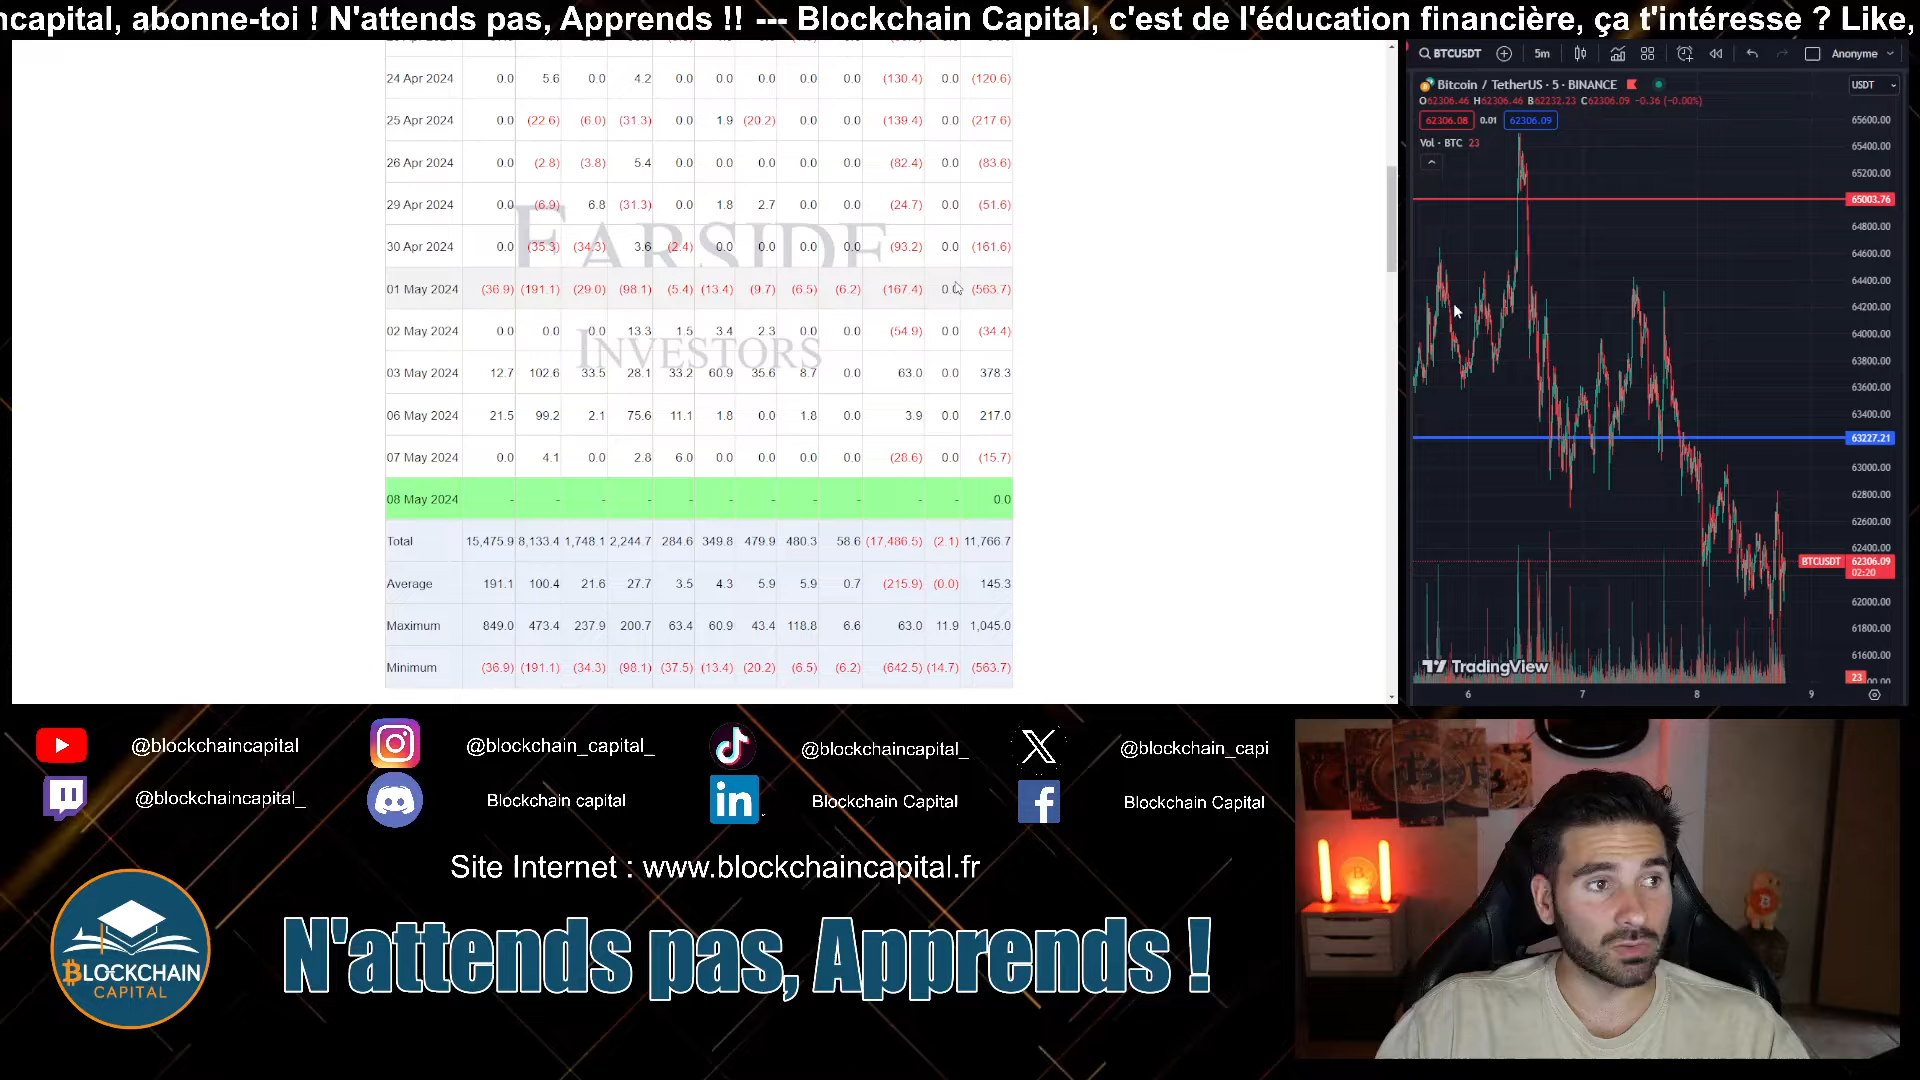 ncapital, abonne-toi ! N'attends pas, Apprends !! --- Blockchain Capital, c'est de l'éducation financière, ça t'intéresse ? Like,
24 Apr 2024 0.0 5.6 0.0 4.2 0.0 0.0 0.0 0.0 0.0 (130.4) 0.0 (120.6)
25 Apr 2024 0.0 (22.6) (6.0) (31.3) 0.0 1.9 (20.2) 0.0 0.0 (139.4) 0.0 (217.6)
26 Apr 2024 0.0 (2.8) (3.8) 5.4 0.0 0.0 0.0 0.0 0.0 (82.4) 0.0 (83.6)
29 Apr 2024 0.0 (6.9) 6.8 (31.3) 0.0 1.8 2.7 0.0 0.0 (24.7) 0.0 (51.6)
FARSIDE
30 Apr 2024 0.0 (35.3) (34.3) 3.6 (2.4) 0.0 0.0 0.0 0.0 (93.2) 0.0 (161.6)
01 May 2024 (36.9) (191.1) (29.0) (98.1) (5.4) (13.4) (9.7) (6.5) (6.2) (167.4) 0.0 (563.7)
02 May 2024 0.0 0.0 0.0 13.3 1.5 3.4 2.3 0.0 0.0 (54.9) 0.0 (34.4)
INVESTORS
03 May 2024 12.7 102.6 33.5 28.1 33.2 60.9 35.6 8.7 0.0 63.0 0.0 378.3
06 May 2024 21.5 99.2 2.1 75.6 11.1 1.8 0.0 1.8 0.0 3.9 0.0 217.0
07 May 2024 0.0 4.1 0.0 2.8 6.0 0.0 0.0 0.0 0.0 (28.6) 0.0 (15.7)
08 May 2024 - - - - - - - - - - - 0.0
Total 15,475.9 8,133.4 1,748.1 2,244.7 284.6 349.8 479.9 480.3 58.6 (17,486.5) (2.1) 11,766.7
Average 191.1 100.4 21.6 27.7 3.5 4.3 5.9 5.9 0.7 (215.9) (0.0) 145.3
Maximum 849.0 473.4 237.9 200.7 63.4 60.9 43.4 118.8 6.6 63.0 11.9 1,045.0
Minimum (36.9) (191.1) (34.3) (98.1) (37.5) (13.4) (20.2) (6.5) (6.2) (642.5) (14.7) (563.7)
BTCUSDT 5m Anonyme
Bitcoin / TetherUS · 5 · BINANCE USDT
O62306.46 H62306.46 B62232.23 C62306.09 -0.36 (-0.00%)
62306.08 0.01 62306.09
Vol · BTC 23
65600.00
65400.00
65200.00
65003.76
64800.00
64600.00
64400.00
64200.00
64000.00
63800.00
63600.00
63400.00
63227.21
63000.00
62800.00
62600.00
62400.00
BTCUSDT 62306.09
02:20
62000.00
61800.00
61600.00
23
TradingView
6 7 8 9
@blockchaincapital @blockchain_capital_ @blockchaincapital_ @blockchain_capi
@blockchaincapital_ Blockchain capital Blockchain Capital Blockchain Capital
Site Internet : www.blockchaincapital.fr
BLOCKCHAIN
CAPITAL
N'attends pas, Apprends !